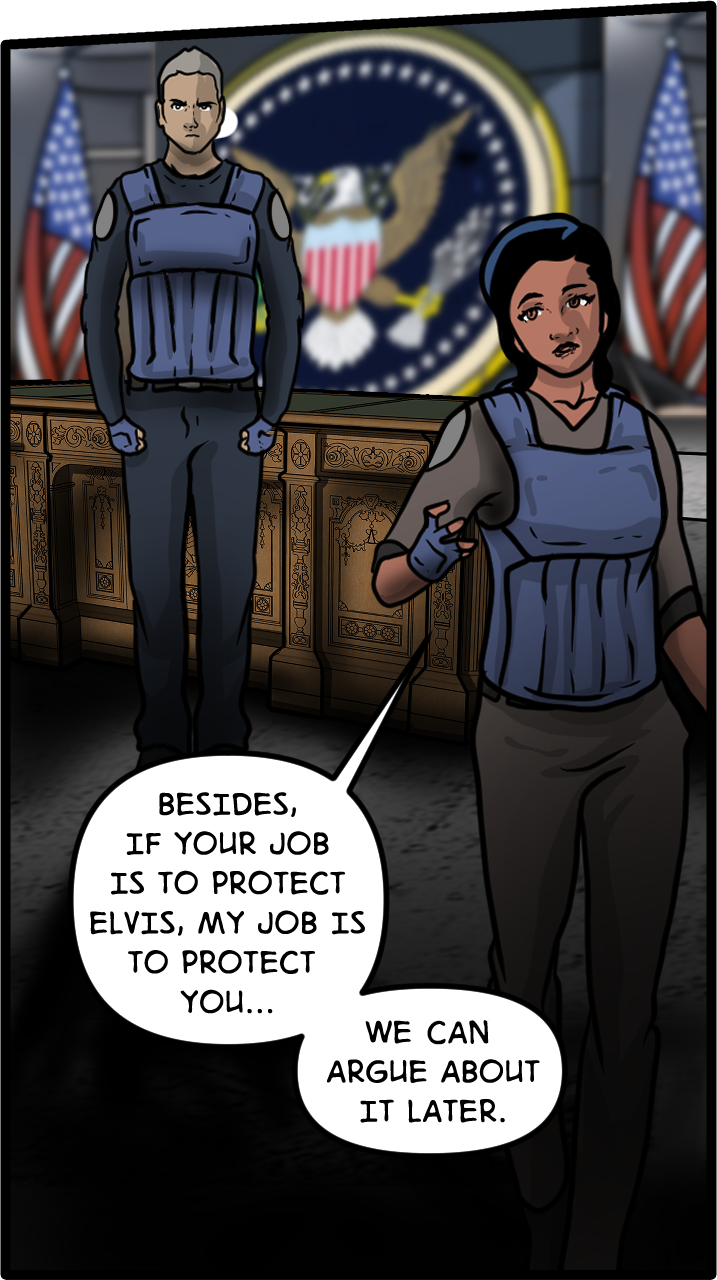 BESIDES,
IF YOUR JOB
IS TO PROTECT
ELVIS, MY JOB IS
TO PROTECT
YOU...
WE CAN
ARGUE ABOUT
IT LATER.